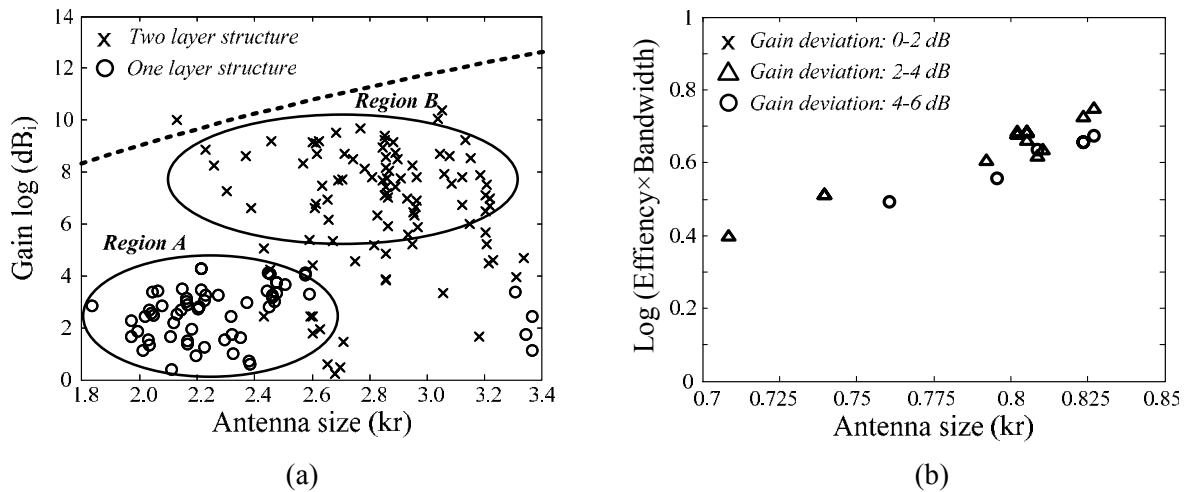 14
12
10
8
6
4
2
0
Gain log (dBi)
× Two layer structure
○ One layer structure
Region B
Region A
1.8 2.0 2.2 2.4 2.6 2.8 3.0 3.2 3.4
Antenna size (kr)
(a)
1
0.8
0.6
0.4
0.2
0
Log (Effiency×Bandwidth)
× Gain deviation: 0-2 dB
△ Gain deviation: 2-4 dB
○ Gain deviation: 4-6 dB
0.7 0.725 0.75 0.775 0.8 0.825 0.85
Antenna size (kr)
(b)